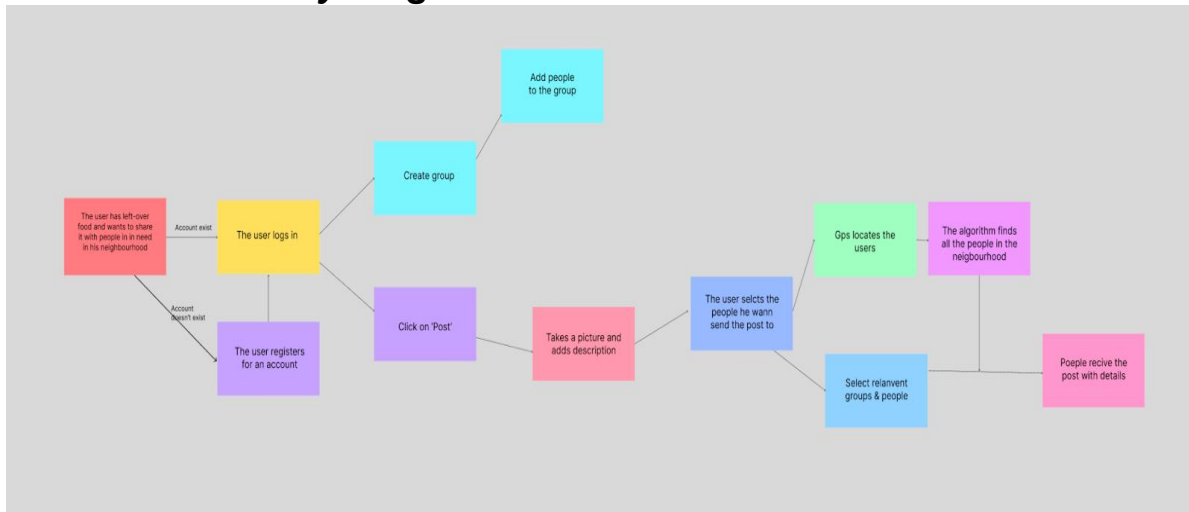 Add people
to the group
Create group
The user has left-over
food and wants to share
it with people in in need
in his neighbourhood
Account exist
The user logs in
Account
doesn't exist
The user registers
for an account
Click on 'Post'
Takes a picture and
adds description
The user selcts the
people he wann
send the post to
Gps locates the
users
The algorithm finds
all the people in the
neigbourhood
Select relanvent
groups & people
Poeple recive the
post with details